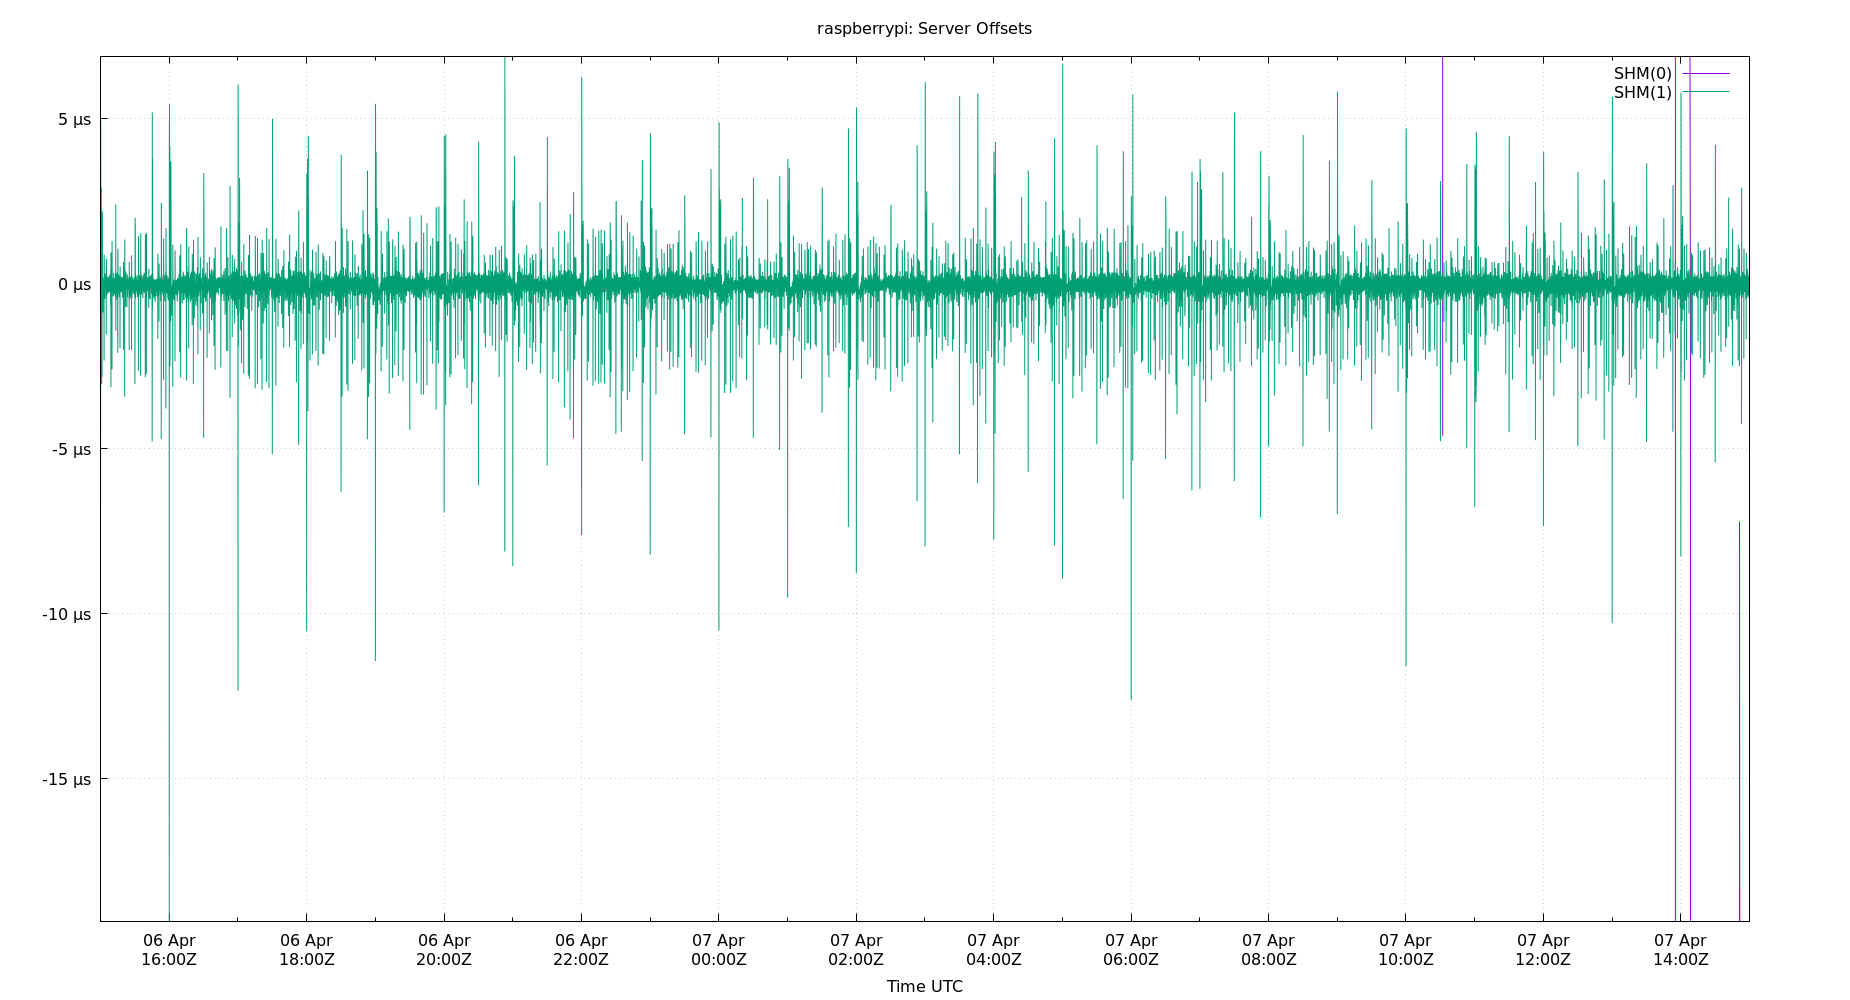 raspberrypi: Server Offsets
SHM(0)
SHM(1)
5 µs
0 µs
-5 µs
-10 µs
-15 µs
06 Apr 06 Apr 06 Apr 06 Apr 07 Apr 07 Apr 07 Apr 07 Apr 07 Apr 07 Apr 07 Apr 07 Apr
16:00Z 18:00Z 20:00Z 22:00Z 00:00Z 02:00Z 04:00Z 06:00Z 08:00Z 10:00Z 12:00Z 14:00Z
Time UTC